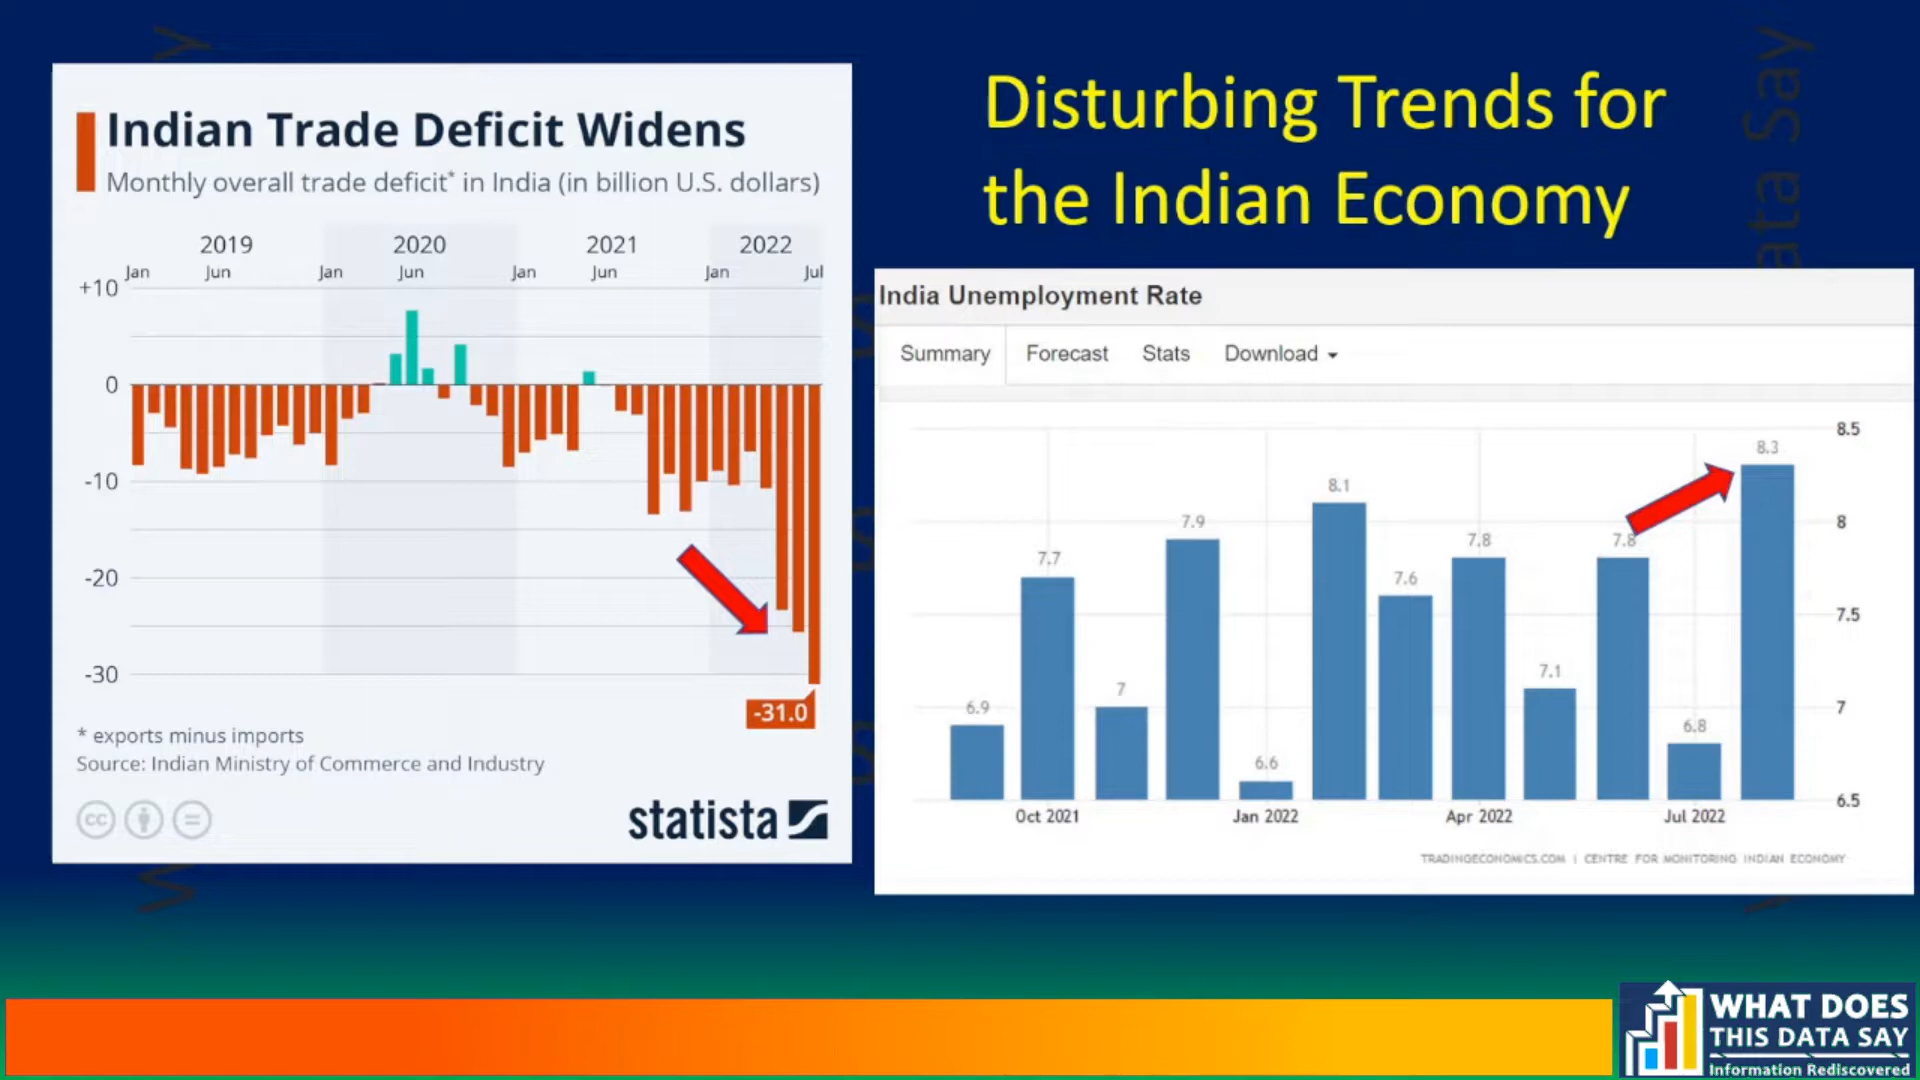 Disturbing Trends for
the Indian Economy
Indian Trade Deficit Widens
Monthly overall trade deficit* in India (in billion U.S. dollars)
2019 2020 2021 2022
Jan Jun Jan Jun Jan Jun Jan Jul
+10
0
-10
-20
-30
-31.0
* exports minus imports
Source: Indian Ministry of Commerce and Industry
cc
statista
India Unemployment Rate
Summary Forecast Stats Download
8.5
8
7.5
7
6.5
6.9 7.7 7 7.9 6.6 8.1 7.6 7.8 7.1 7.8 6.8 8.3
Oct 2021 Jan 2022 Apr 2022 Jul 2022
TRADINGECONOMICS.COM | CENTRE FOR MONITORING INDIAN ECONOMY
ata Say
WHAT DOES
THIS DATA SAY
Information Rediscovered